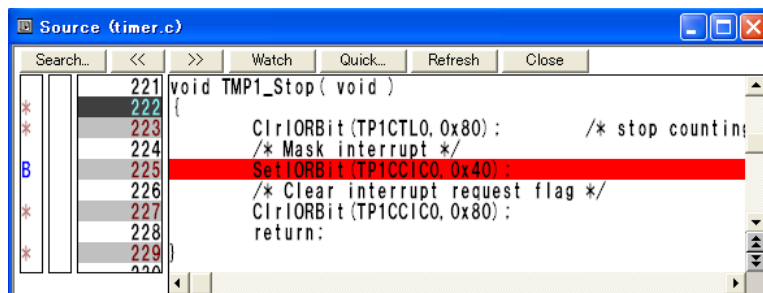 Source (timer.c)
Search... << >> Watch Quick... Refresh Close
221 void TMP1_Stop( void )
* 222 {
* 223 ClrIORBit(TP1CTL0, 0x80); /* stop counting
224 /* Mask interrupt */
B 225 SetIORBit(TP1CCIC0, 0x40);
226 /* Clear interrupt request flag */
* 227 ClrIORBit(TP1CCIC0, 0x80);
228 return;
* 229 }